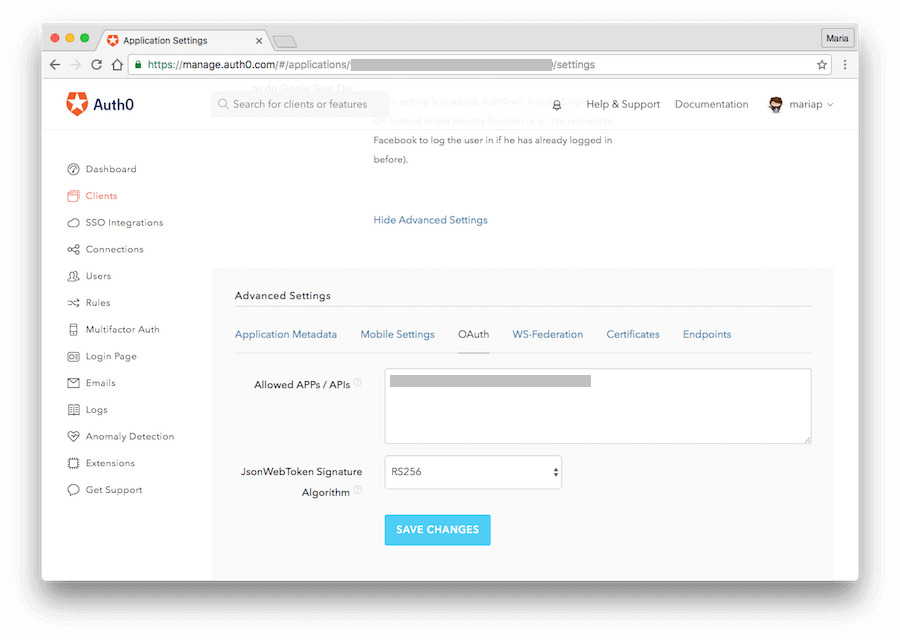 Application Settings
Maria
https://manage.auth0.com/#/applications/ /settings
to do Single Sign On
Auth0
Search for clients or features
setting is enabled, Auth0 will
Help & Support
Documentation
mariap
On instead of the Identity Provider (e.g.: No redirect to
Facebook to log the user in if he has already logged in
before).
Dashboard
Clients
SSO Integrations
Connections
Users
Rules
Multifactor Auth
Login Page
Emails
Logs
Anomaly Detection
Extensions
Get Support
Hide Advanced Settings
Advanced Settings
Application Metadata
Mobile Settings
OAuth
WS-Federation
Certificates
Endpoints
Allowed APPs / APIs
JsonWebToken Signature
Algorithm
RS256
SAVE CHANGES